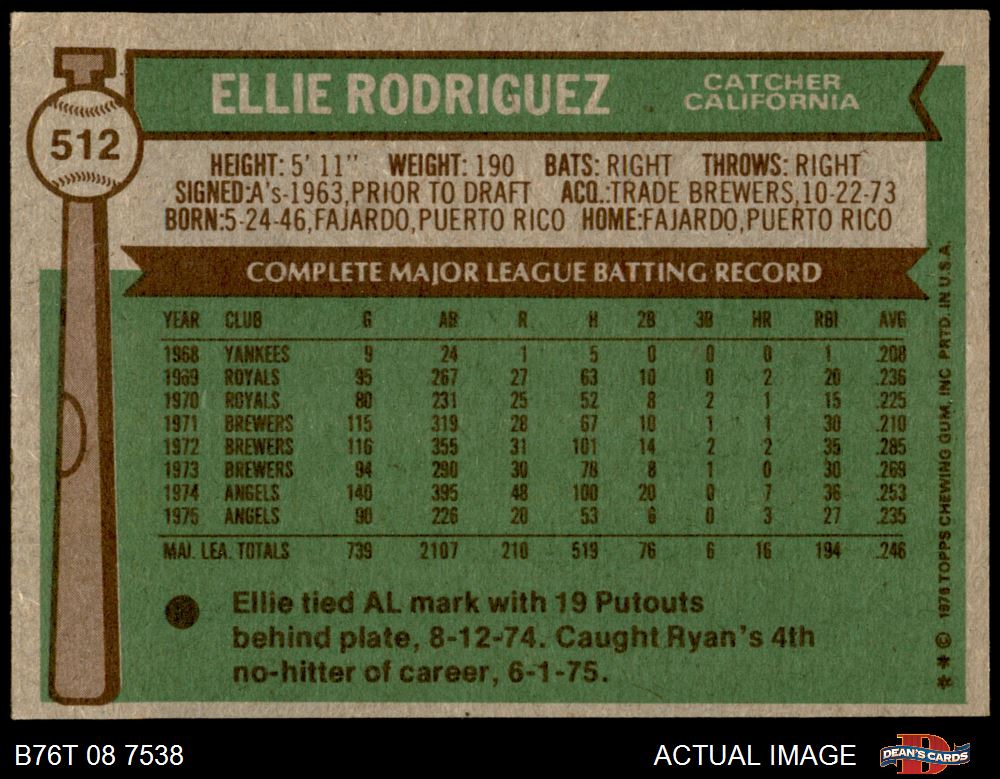 ELLIE RODRIGUEZ
CATCHER
CALIFORNIA
512
HEIGHT: 5' 11" WEIGHT: 190 BATS: RIGHT THROWS: RIGHT
SIGNED:A's-1963,PRIOR TO DRAFT ACQ.:TRADE BREWERS,10-22-73
BORN:5-24-46,FAJARDO,PUERTO RICO HOME:FAJARDO,PUERTO RICO
COMPLETE MAJOR LEAGUE BATTING RECORD
YEAR CLUB G AB R H 2B 3B HR RBI AVG
1968 YANKEES 9 24 1 5 0 0 0 1 .208
1969 ROYALS 95 267 27 63 10 0 2 20 .236
1970 ROYALS 80 231 25 52 8 2 1 15 .225
1971 BREWERS 115 319 28 67 10 1 1 30 .210
1972 BREWERS 116 355 31 101 14 2 2 35 .285
1973 BREWERS 94 290 30 78 8 1 0 30 .269
1974 ANGELS 140 395 48 100 20 0 7 36 .253
1975 ANGELS 90 226 20 53 6 0 3 27 .235
MAJ. LEA. TOTALS 739 2107 210 519 76 6 16 194 .246
Ellie tied AL mark with 19 Putouts
behind plate, 8-12-74. Caught Ryan's 4th
no-hitter of career, 6-1-75.
* * © 1976 TOPPS CHEWING GUM, INC PRTD. IN U.S.A.
B76T 08 7538
ACTUAL IMAGE
DEAN'S CARDS